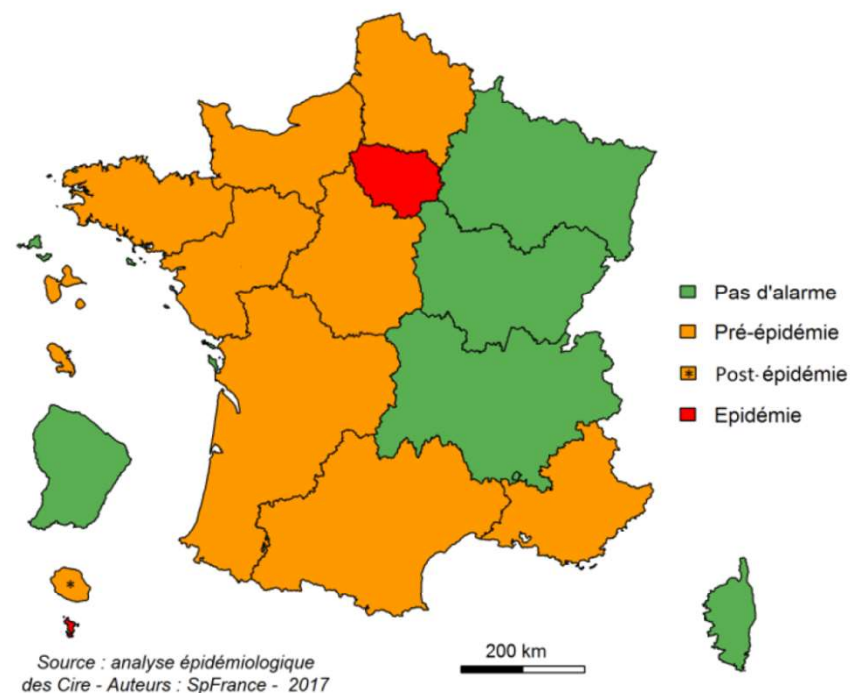 Pas d'alarme
Pré-épidémie
* Post-épidémie
Epidémie
*
200 km
Source : analyse épidémiologique
des Cire - Auteurs : SpFrance - 2017